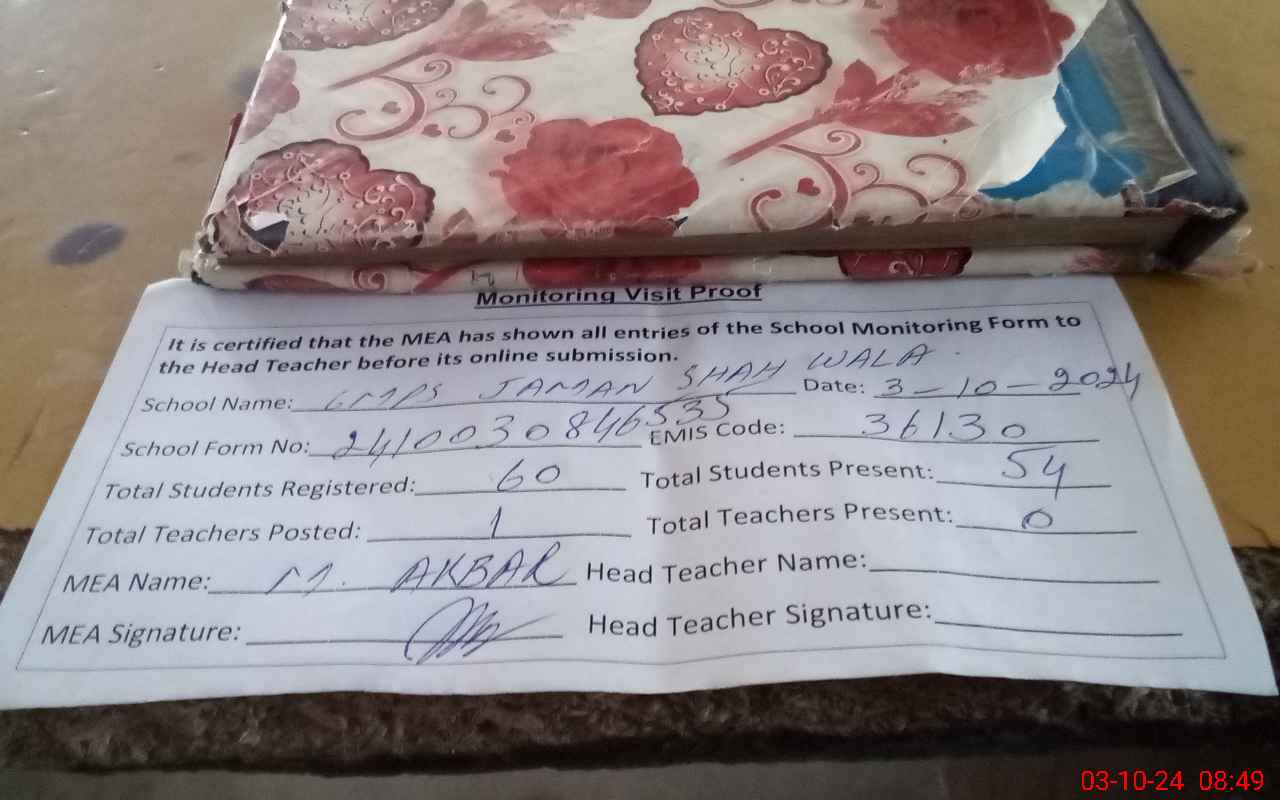 Monitoring Visit Proof
It is certified that the MEA has shown all entries of the School Monitoring Form to
the Head Teacher before its online submission.
School Name: GMPS JAMAN SHAH WALA Date: 3-10-2024
School Form No: 2410030846535 EMIS Code: 36130
Total Students Registered: 60 Total Students Present: 54
Total Teachers Posted: 1 Total Teachers Present: 0
MEA Name: M. AKBAR Head Teacher Name:
MEA Signature: Head Teacher Signature:
03-10-24 08:49